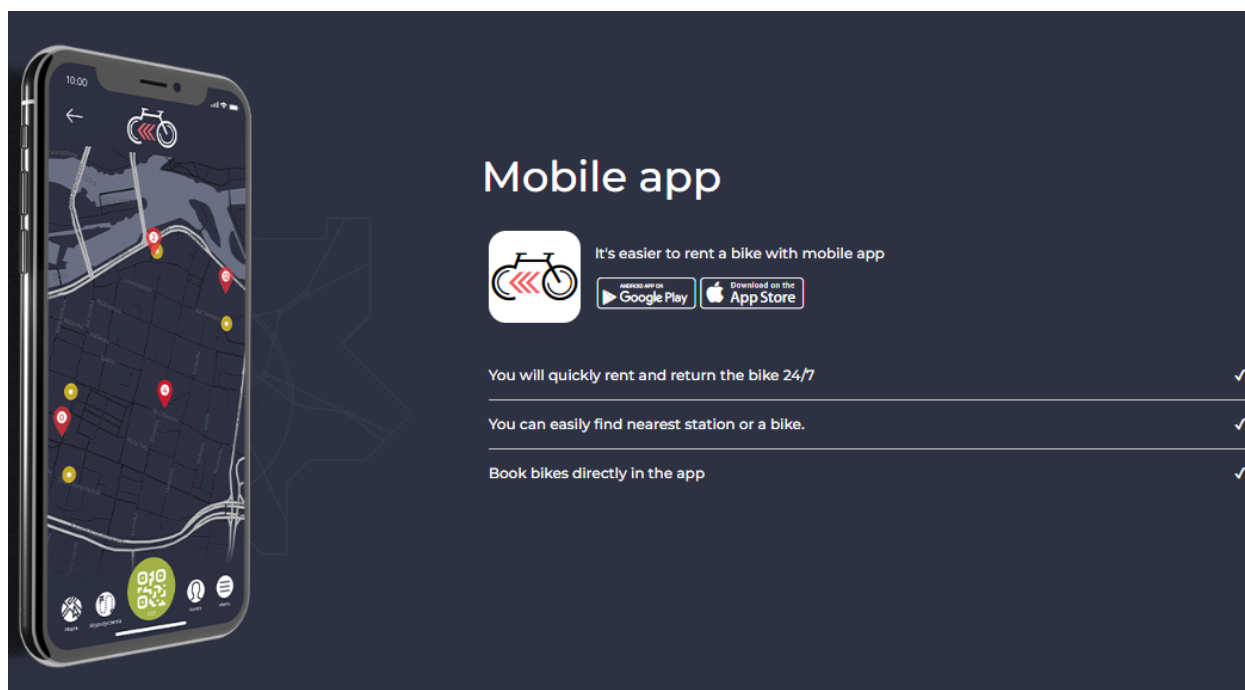 10:00
Mobile app
It's easier to rent a bike with mobile app
ANDROID APP ON
Google Play
Download on the
App Store
You will quickly rent and return the bike 24/7
You can easily find nearest station or a bike.
Book bikes directly in the app
Mapa
Wypożyczenia
Konto
Menu